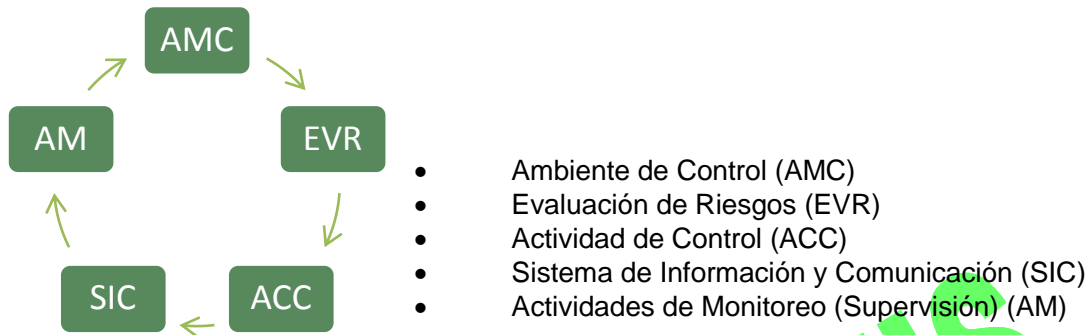 AMC
AM
EVR
SIC
ACC
• Ambiente de Control (AMC)
• Evaluación de Riesgos (EVR)
• Actividad de Control (ACC)
• Sistema de Información y Comunicación (SIC)
• Actividades de Monitoreo (Supervisión) (AM)